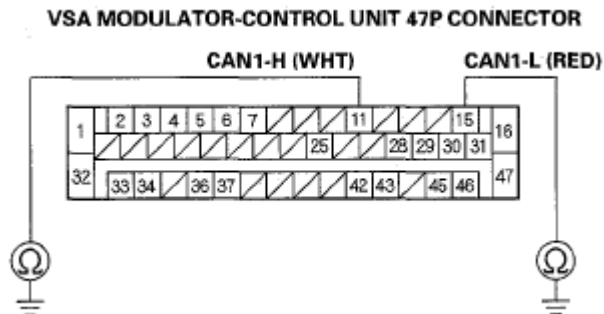 VSA MODULATOR-CONTROL UNIT 47P CONNECTOR
CAN1-H (WHT) CAN1-L (RED)
1 2 3 4 5 6 7 11 15 16
25 28 29 30 31
32 33 34 36 37 42 43 45 46 47
Ω Ω